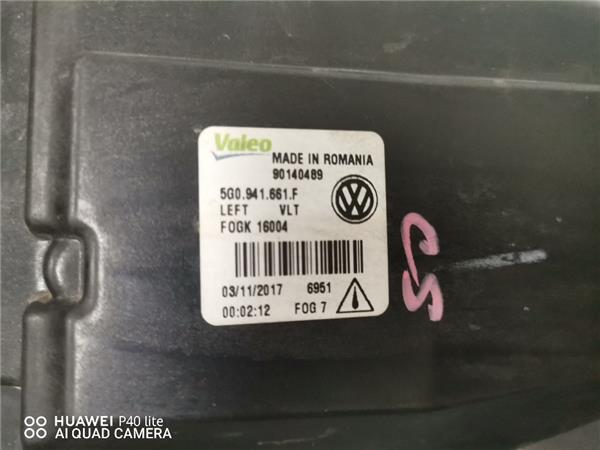 Valeo
MADE IN ROMANIA
90140489
5G0.941.661.F
LEFT VLT
FOGK 16004
03/11/2017 6951
00:02:12 FOG 7
HUAWEI P40 lite
AI QUAD CAMERA